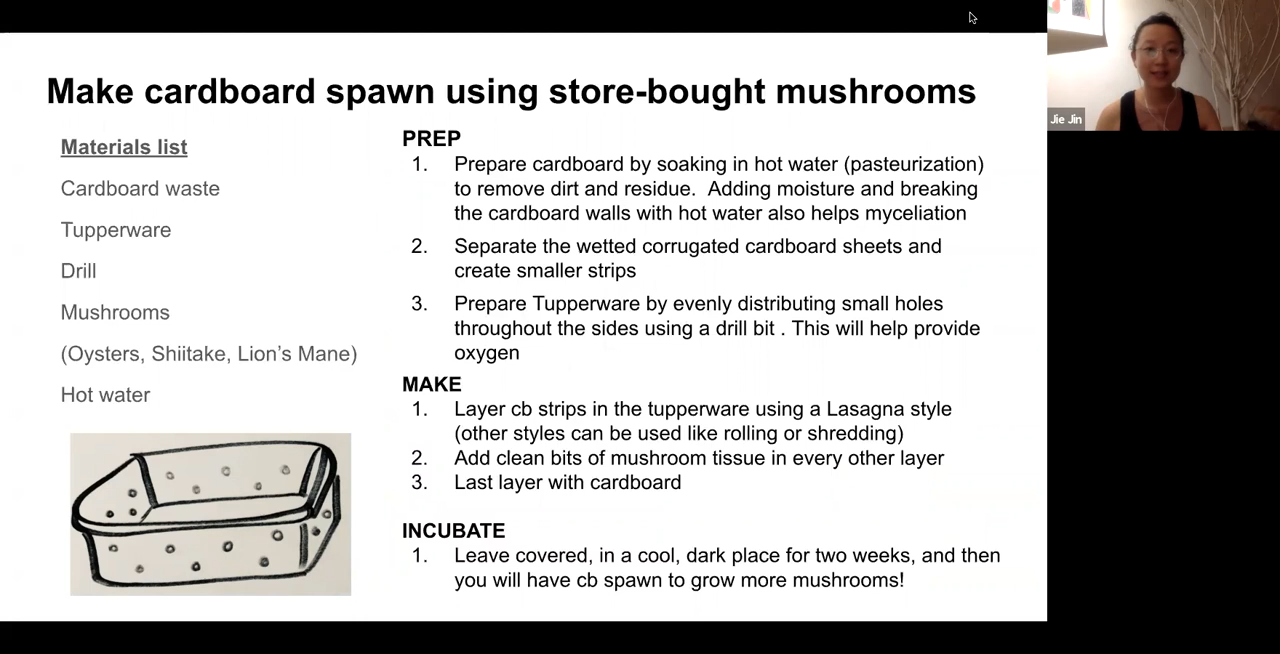 Make cardboard spawn using store-bought mushrooms
Materials list
Cardboard waste
Tupperware
Drill
Mushrooms
(Oysters, Shiitake, Lion's Mane)
Hot water
PREP
1. Prepare cardboard by soaking in hot water (pasteurization)
to remove dirt and residue.  Adding moisture and breaking
the cardboard walls with hot water also helps myceliation
2. Separate the wetted corrugated cardboard sheets and
create smaller strips
3. Prepare Tupperware by evenly distributing small holes
throughout the sides using a drill bit . This will help provide
oxygen
MAKE
1. Layer cb strips in the tupperware using a Lasagna style
(other styles can be used like rolling or shredding)
2. Add clean bits of mushroom tissue in every other layer
3. Last layer with cardboard
INCUBATE
1. Leave covered, in a cool, dark place for two weeks, and then
you will have cb spawn to grow more mushrooms!
Jie Jin